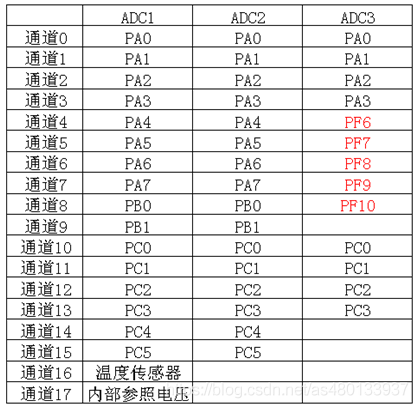 ADC1 ADC2 ADC3
通道0 PA0 PA0 PA0
通道1 PA1 PA1 PA1
通道2 PA2 PA2 PA2
通道3 PA3 PA3 PA3
通道4 PA4 PA4 PF6
通道5 PA5 PA5 PF7
通道6 PA6 PA6 PF8
通道7 PA7 PA7 PF9
通道8 PB0 PB0 PF10
通道9 PB1 PB1
通道10 PC0 PC0 PC0
通道11 PC1 PC1 PC1
通道12 PC2 PC2 PC2
通道13 PC3 PC3 PC3
通道14 PC4 PC4
通道15 PC5 PC5
通道16 温度传感器
通道17 内部参照电压
blog.csdn.net/as480133937